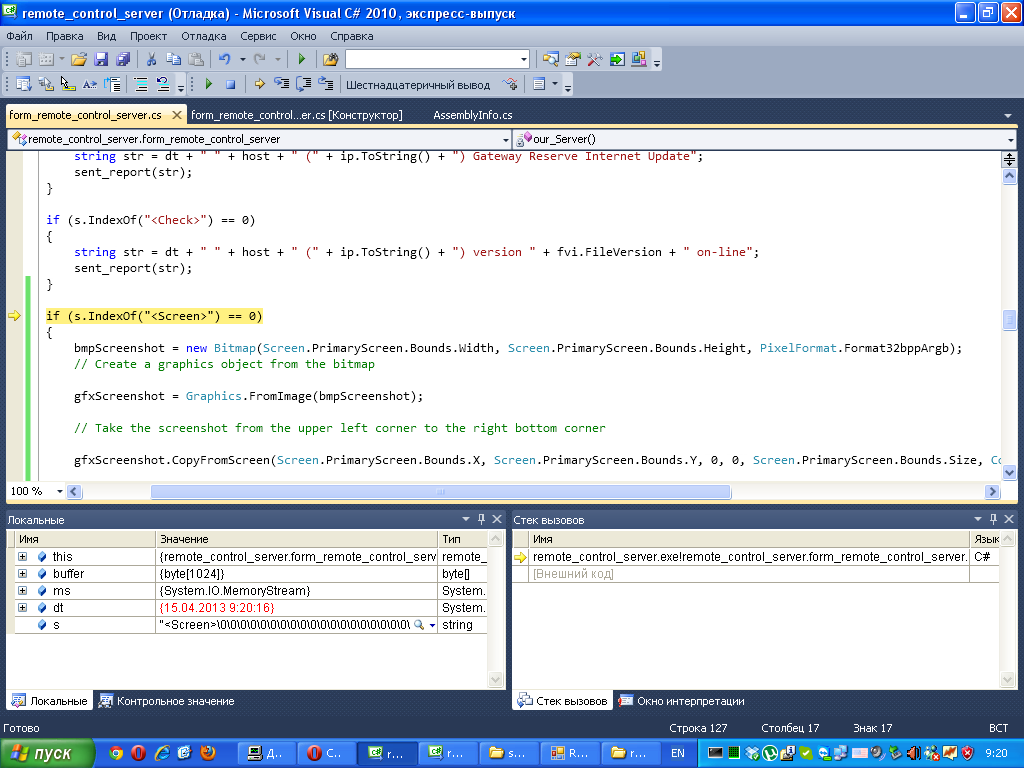 remote_control_server (Отладка) - Microsoft Visual C# 2010, экспресс-выпуск
Файл Правка Вид Проект Отладка Сервис Окно Справка
Шестнадцатеричный вывод
form_remote_control_server.cs form_remote_control...er.cs [Конструктор] AssemblyInfo.cs
remote_control_server.form_remote_control_server our_Server()
string str = dt + " " + host + " (" + ip.ToString() + ") Gateway Reserve Internet Update";
sent_report(str);
}
if (s.IndexOf("<Check>") == 0)
{
string str = dt + " " + host + " (" + ip.ToString() + ") version " + fvi.FileVersion + " on-line";
sent_report(str);
}
if (s.IndexOf("<Screen>") == 0)
{
bmpScreenshot = new Bitmap(Screen.PrimaryScreen.Bounds.Width, Screen.PrimaryScreen.Bounds.Height, PixelFormat.Format32bppArgb);
// Create a graphics object from the bitmap
gfxScreenshot = Graphics.FromImage(bmpScreenshot);
// Take the screenshot from the upper left corner to the right bottom corner
gfxScreenshot.CopyFromScreen(Screen.PrimaryScreen.Bounds.X, Screen.PrimaryScreen.Bounds.Y, 0, 0, Screen.PrimaryScreen.Bounds.Size, Co
100 %
Локальные
Имя Значение Тип
this {remote_control_server.form_remote_control_serv remote_
buffer {byte[1024]} byte[]
ms {System.IO.MemoryStream} System.
dt {15.04.2013 9:20:16} System.
s "<Screen>\0\0\0\0\0\0\0\0\0\0\0\0\0\0\0\0\0\0\0\ string
Стек вызовов
Имя Язык
remote_control_server.exe!remote_control_server.form_remote_control_server. C#
[Внешний код]
Локальные Контрольное значение Стек вызовов Окно интерпретации
Готово Строка 127 Столбец 17 Знак 17 ВСТ
пуск Д... C... r... r... s... R... r... EN 9:20